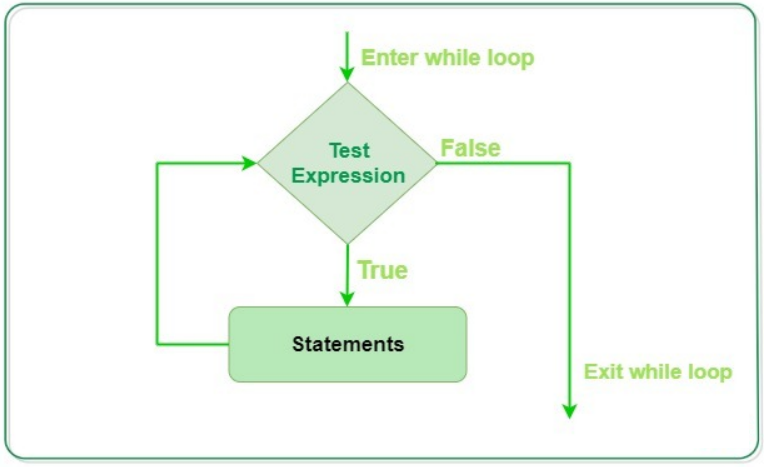 Enter while loop
Test
Expression
False
True
Statements
Exit while loop